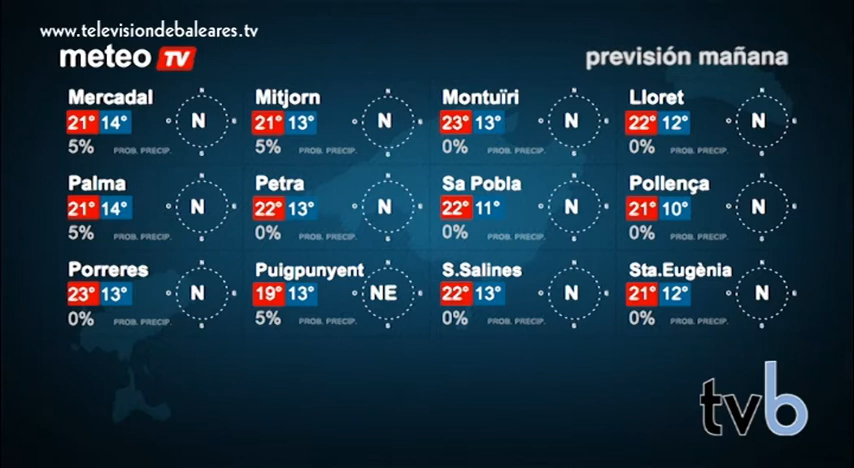 www.televisiondebaleares.tv
meteo TV
previsión mañana
Mercadal
21° 14°
5% PROB. PRECIP.
N
N
O
E
S
Mitjorn
21° 13°
5% PROB. PRECIP.
N
N
O
E
S
Montuïri
23° 13°
0% PROB. PRECIP.
N
N
O
E
S
Lloret
22° 12°
0% PROB. PRECIP.
N
N
O
E
S
Palma
21° 14°
5% PROB. PRECIP.
N
N
O
E
S
Petra
22° 13°
0% PROB. PRECIP.
N
N
O
E
S
Sa Pobla
22° 11°
0% PROB. PRECIP.
N
N
O
E
S
Pollença
21° 10°
0% PROB. PRECIP.
N
N
O
E
S
Porreres
23° 13°
0% PROB. PRECIP.
N
N
O
E
S
Puigpunyent
19° 13°
5% PROB. PRECIP.
N
NE
O
E
S
S.Salines
22° 13°
0% PROB. PRECIP.
N
N
O
E
S
Sta.Eugènia
21° 12°
0% PROB. PRECIP.
N
N
O
E
S
tvb